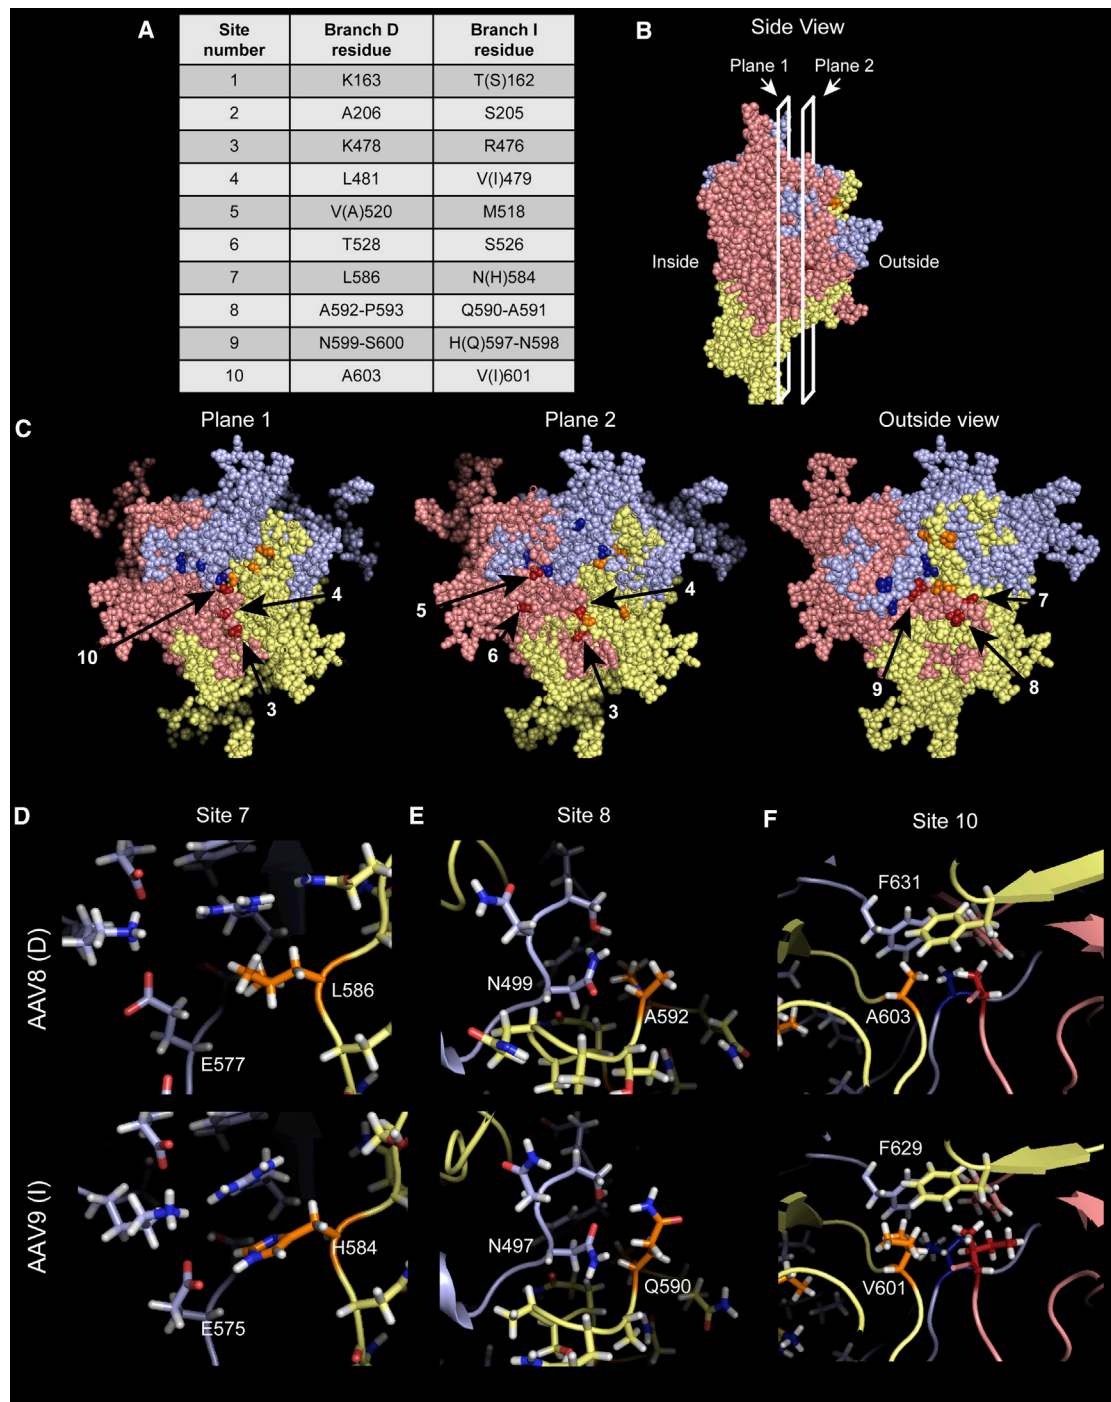 A
Site number Branch D residue Branch I residue
1 K163 T(S)162
2 A206 S205
3 K478 R476
4 L481 V(I)479
5 V(A)520 M518
6 T528 S526
7 L586 N(H)584
8 A592-P593 Q590-A591
9 N599-S600 H(Q)597-N598
10 A603 V(I)601
B
Side View
Plane 1 Plane 2
Inside Outside
C
Plane 1
4
10
3
Plane 2
4
5
6
3
Outside view
7
9
8
D
Site 7
E
Site 8
F
Site 10
AAV8 (D)
L586
E577
N499
A592
F631
A603
AAV9 (I)
H584
E575
N497
Q590
F629
V601